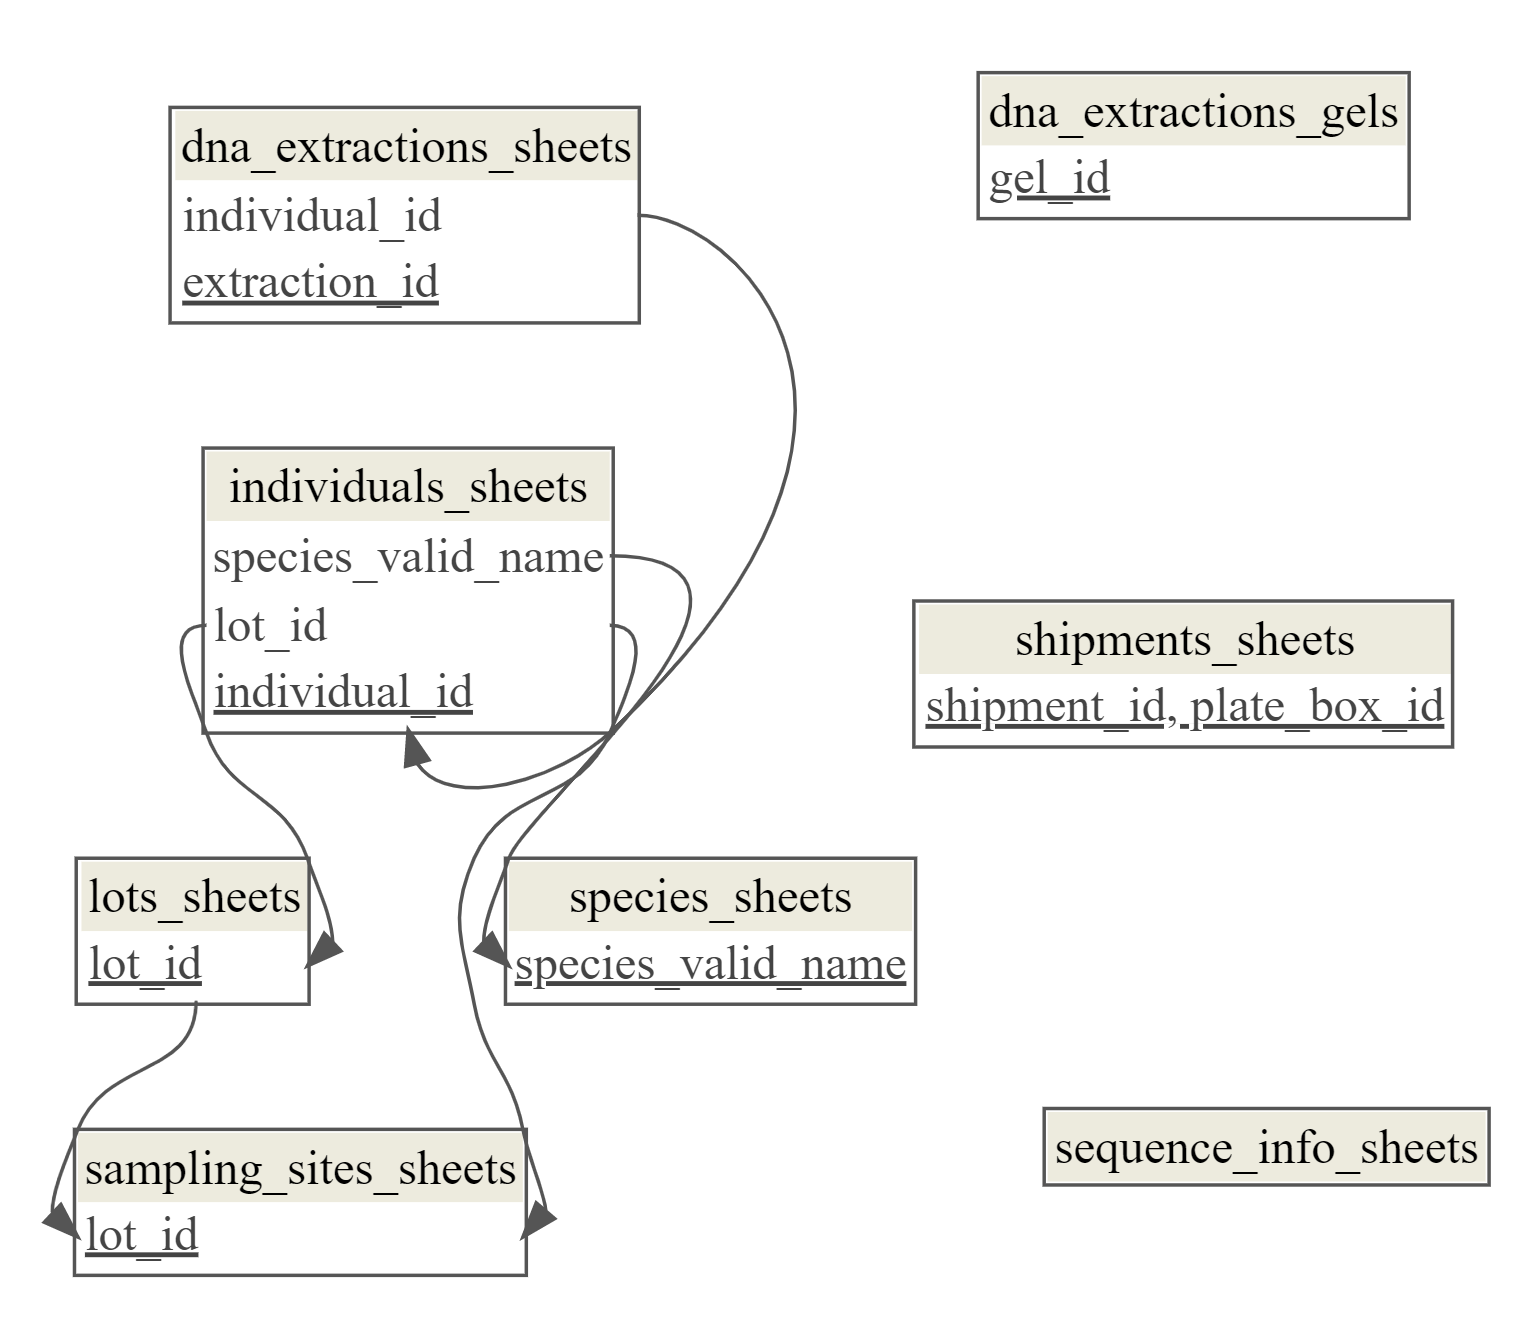 dna_extractions_sheets
individual_id
extraction_id
dna_extractions_gels
gel_id
individuals_sheets
species_valid_name
lot_id
individual_id
shipments_sheets
shipment_id, plate_box_id
lots_sheets
lot_id
species_sheets
species_valid_name
sampling_sites_sheets
lot_id
sequence_info_sheets